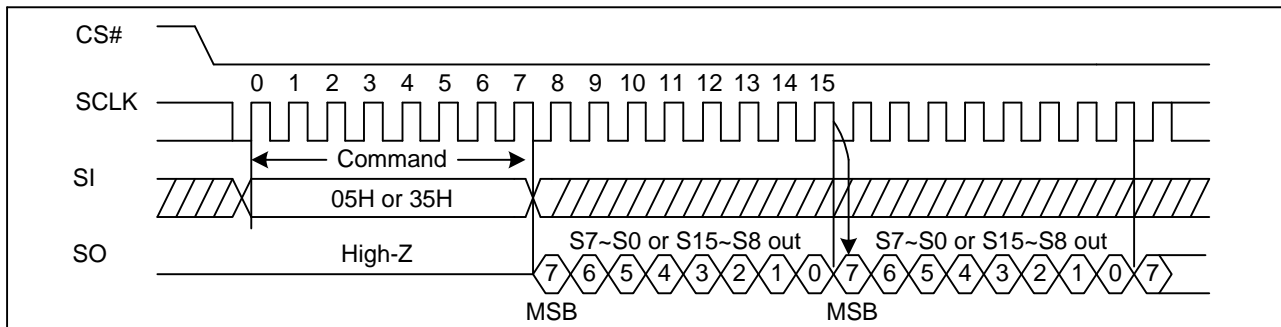 CS#
0 1 2 3 4 5 6 7 8 9 10 11 12 13 14 15
SCLK
Command
SI
05H or 35H
S7~S0 or S15~S8 out S7~S0 or S15~S8 out
SO High-Z
7 6 5 4 3 2 1 0 7 6 5 4 3 2 1 0 7
MSB MSB